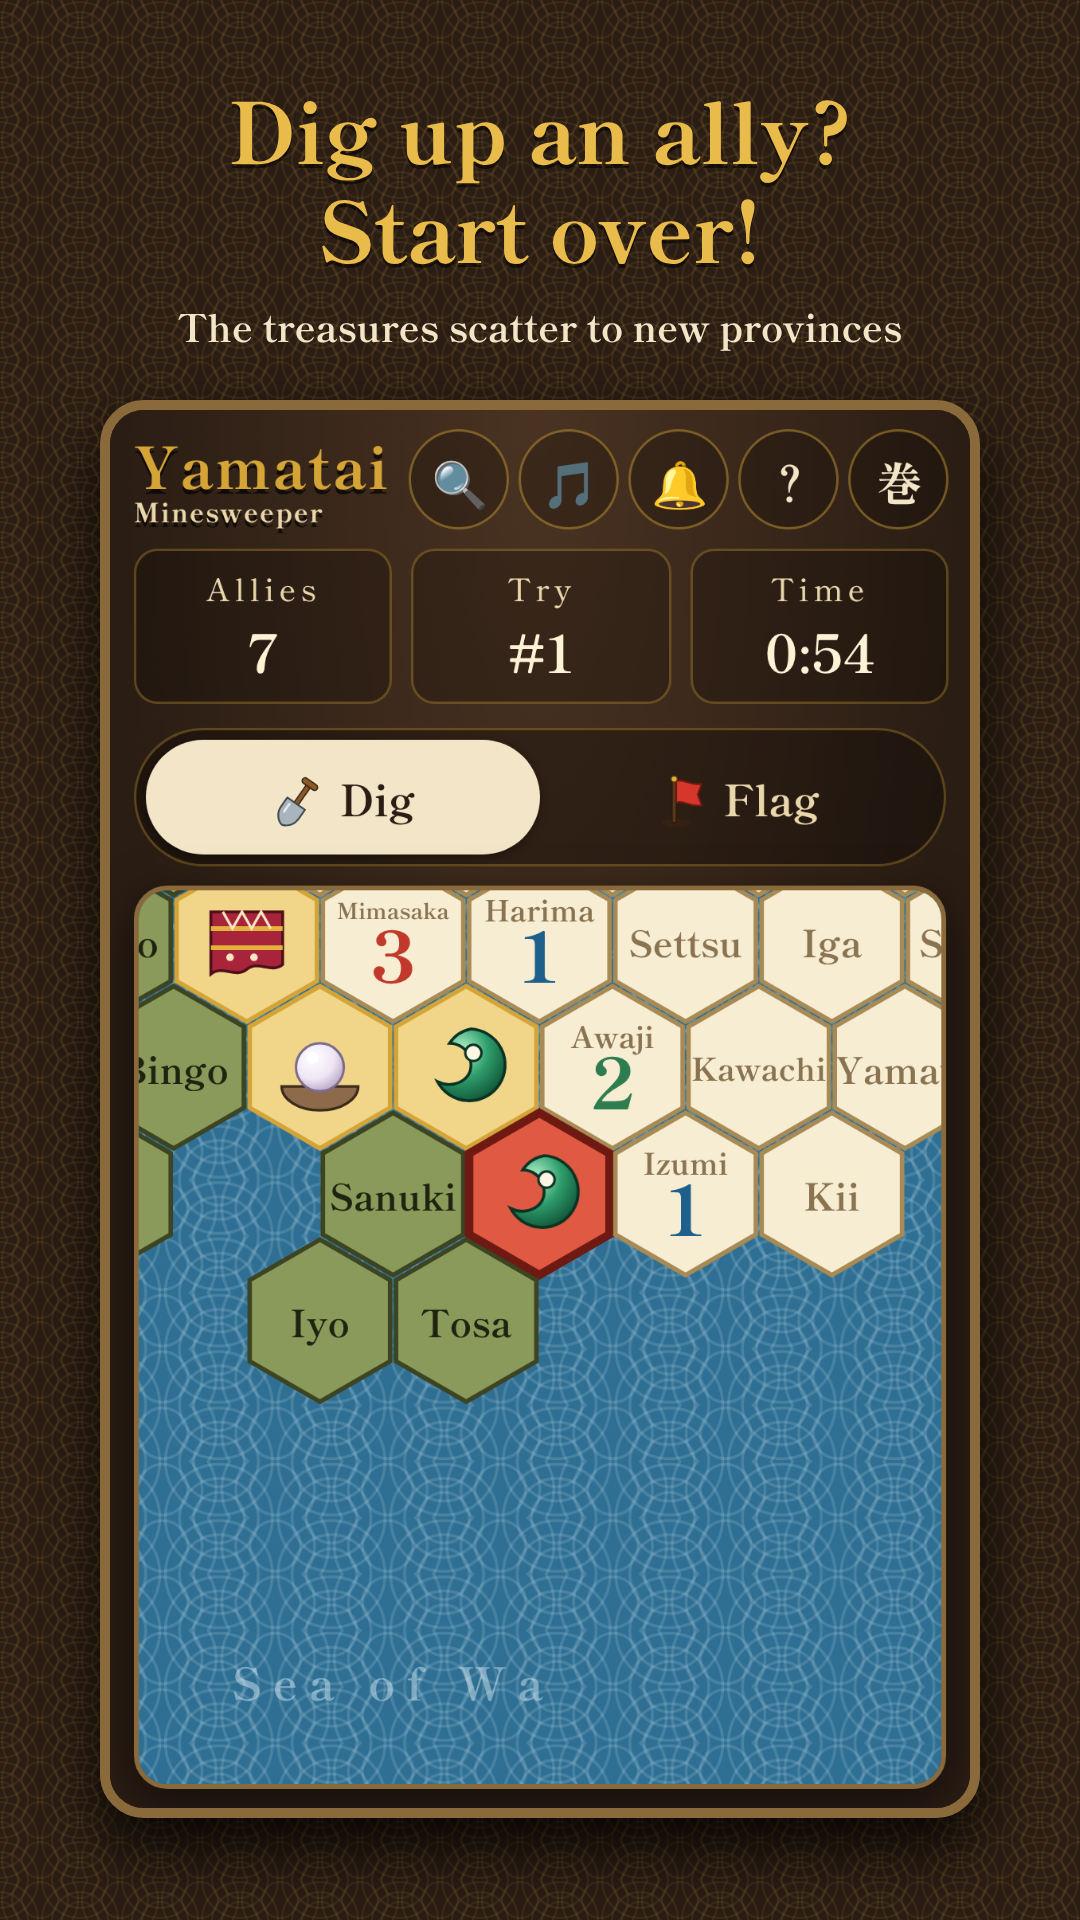 Dig up an ally?
Start over!
The treasures scatter to new provinces
Yamatai
Minesweeper
?
巻
Allies
7
Try
#1
Time
0:54
Dig
Flag
Mimasaka
3
Harima
1
Settsu
Iga
Bingo
Awaji
2
Kawachi
Sanuki
Izumi
1
Kii
Iyo
Tosa
Sea of Wa